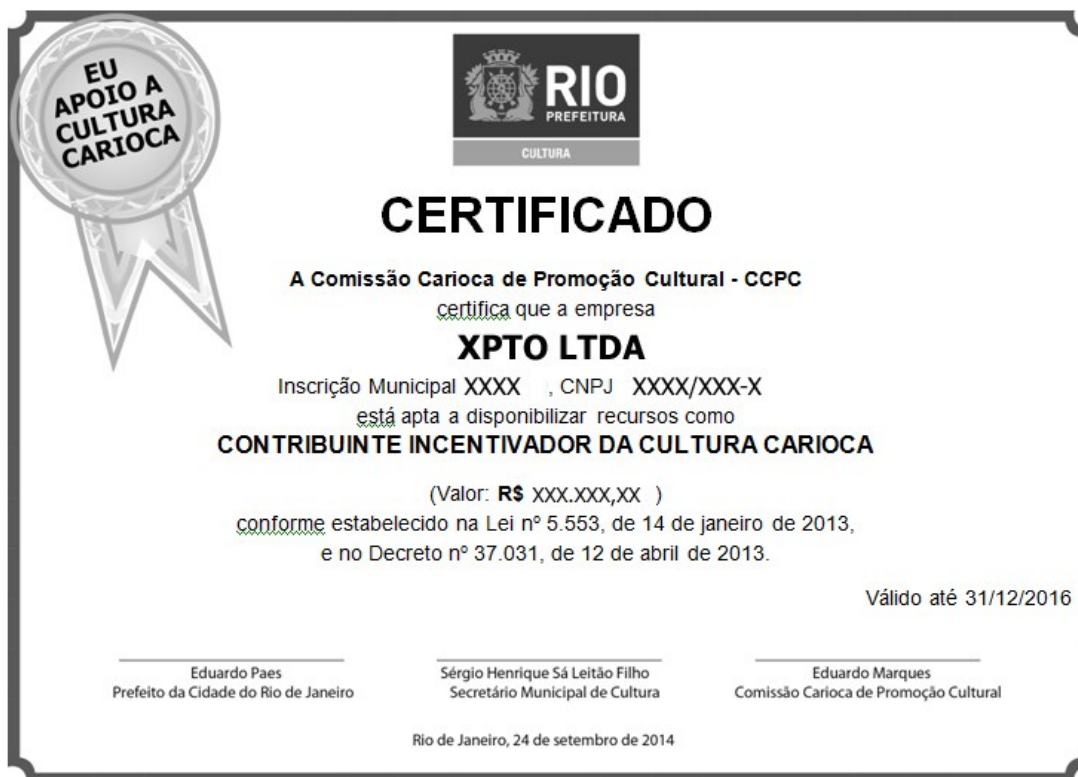 EU
APOIO A
CULTURA
CARIOCA
RIO
PREFEITURA
CULTURA
CERTIFICADO
A Comissão Carioca de Promoção Cultural - CCPC
certifica que a empresa
XPTO LTDA
Inscrição Municipal XXXX , CNPJ XXXX/XXX-X
está apta a disponibilizar recursos como
CONTRIBUINTE INCENTIVADOR DA CULTURA CARIOCA
(Valor: R$ XXX.XXX,XX )
conforme estabelecido na Lei nº 5.553, de 14 de janeiro de 2013,
e no Decreto nº 37.031, de 12 de abril de 2013.
Válido até 31/12/2016
Eduardo Paes
Prefeito da Cidade do Rio de Janeiro
Sérgio Henrique Sá Leitão Filho
Secretário Municipal de Cultura
Eduardo Marques
Comissão Carioca de Promoção Cultural
Rio de Janeiro, 24 de setembro de 2014